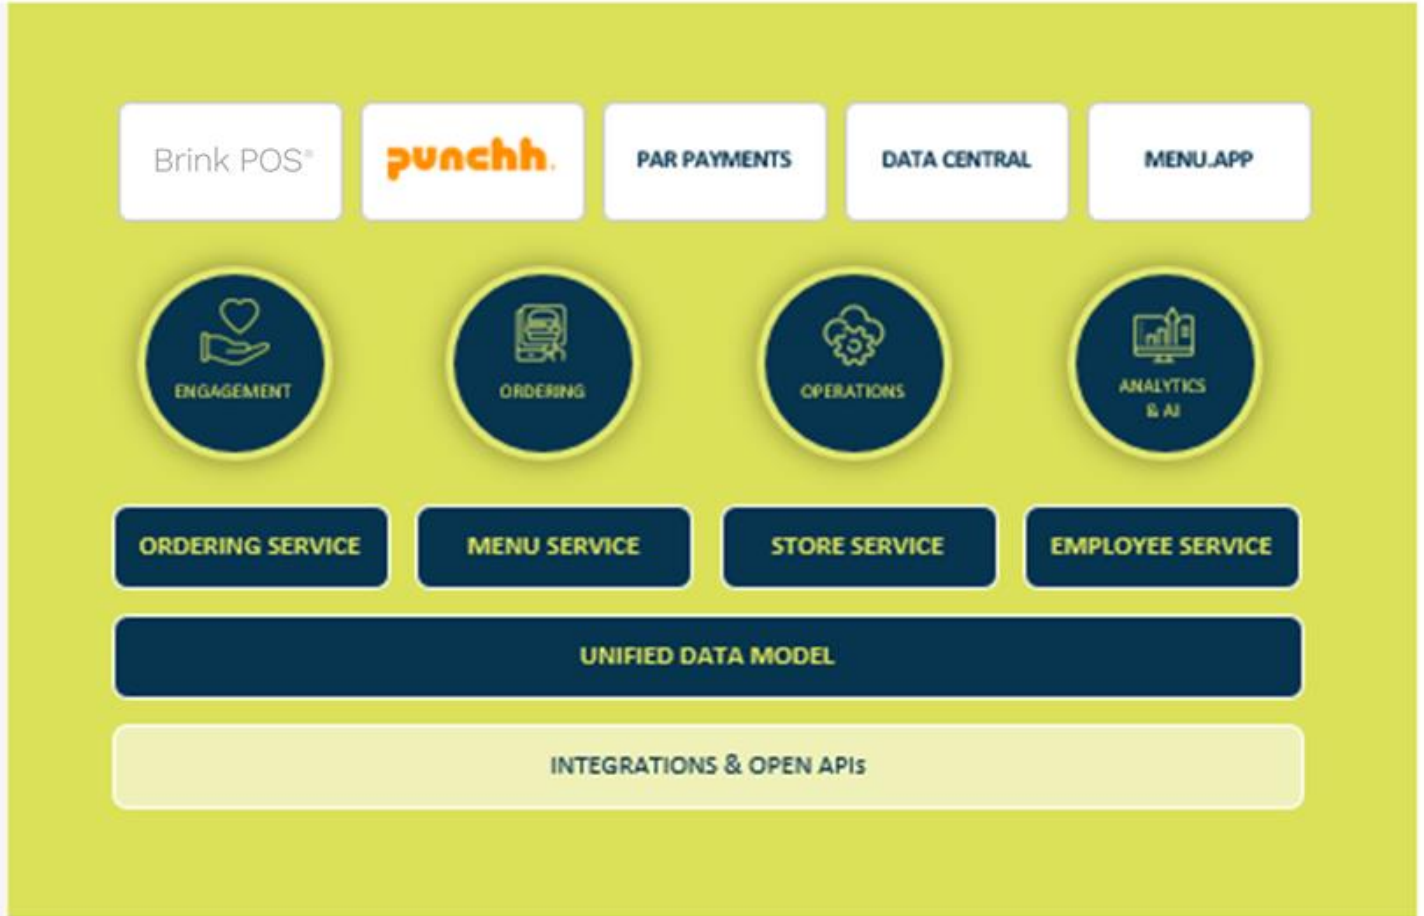 Brink POS®
punchh.
PAR PAYMENTS
DATA CENTRAL
MENU.APP
ENGAGEMENT
ORDERING
OPERATIONS
ANALYTICS
& AI
ORDERING SERVICE
MENU SERVICE
STORE SERVICE
EMPLOYEE SERVICE
UNIFIED DATA MODEL
INTEGRATIONS & OPEN APIs